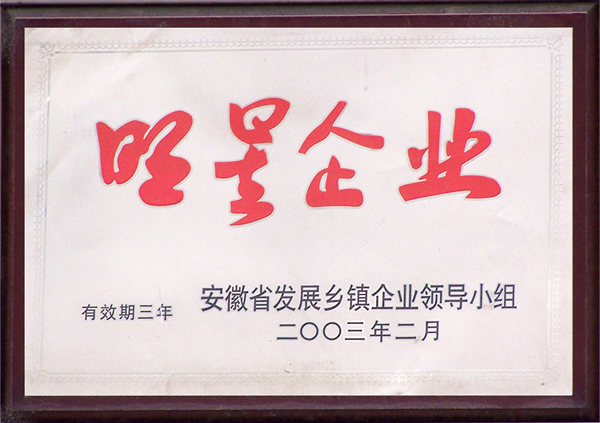 明星企业
有效期三年
安徽省发展乡镇企业领导小组
二〇〇三年二月